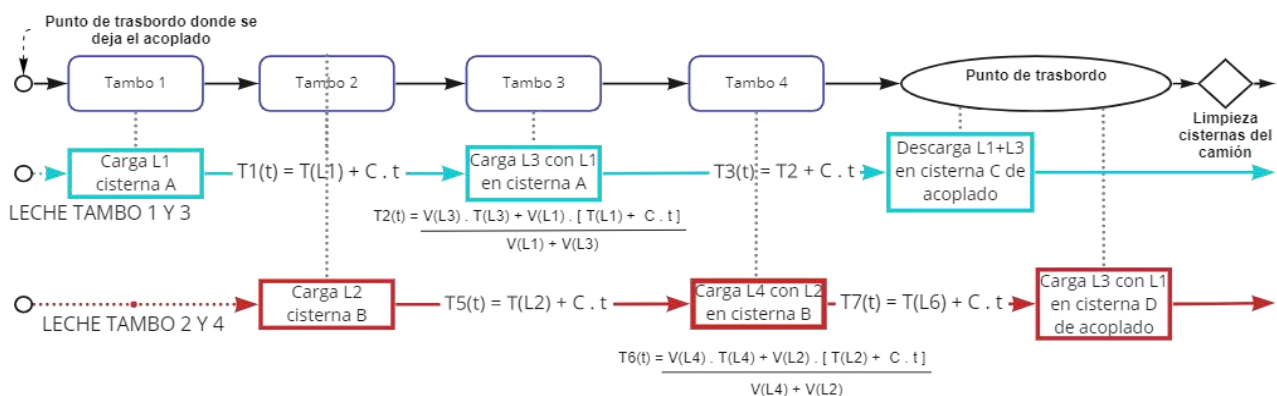 Punto de trasbordo donde se
deja el acoplado
Tambo 1
Tambo 2
Tambo 3
Tambo 4
Punto de trasbordo
Limpieza
cisternas del
camión
Carga L1
cisterna A
T1(t) = T(L1) + C . t
Carga L3 con L1
en cisterna A
T3(t) = T2 + C . t
Descarga L1+L3
en cisterna C de
acoplado
LECHE TAMBO 1 Y 3
T2(t) = V(L3) . T(L3) + V(L1) . [ T(L1) + C . t ]
V(L1) + V(L3)
Carga L2
cisterna B
T5(t) = T(L2) + C . t
Carga L4 con L2
en cisterna B
T7(t) = T(L6) + C . t
Carga L3 con L1
en cisterna D
de acoplado
LECHE TAMBO 2 Y 4
T6(t) = V(L4) . T(L4) + V(L2) . [ T(L2) + C . t ]
V(L4) + V(L2)